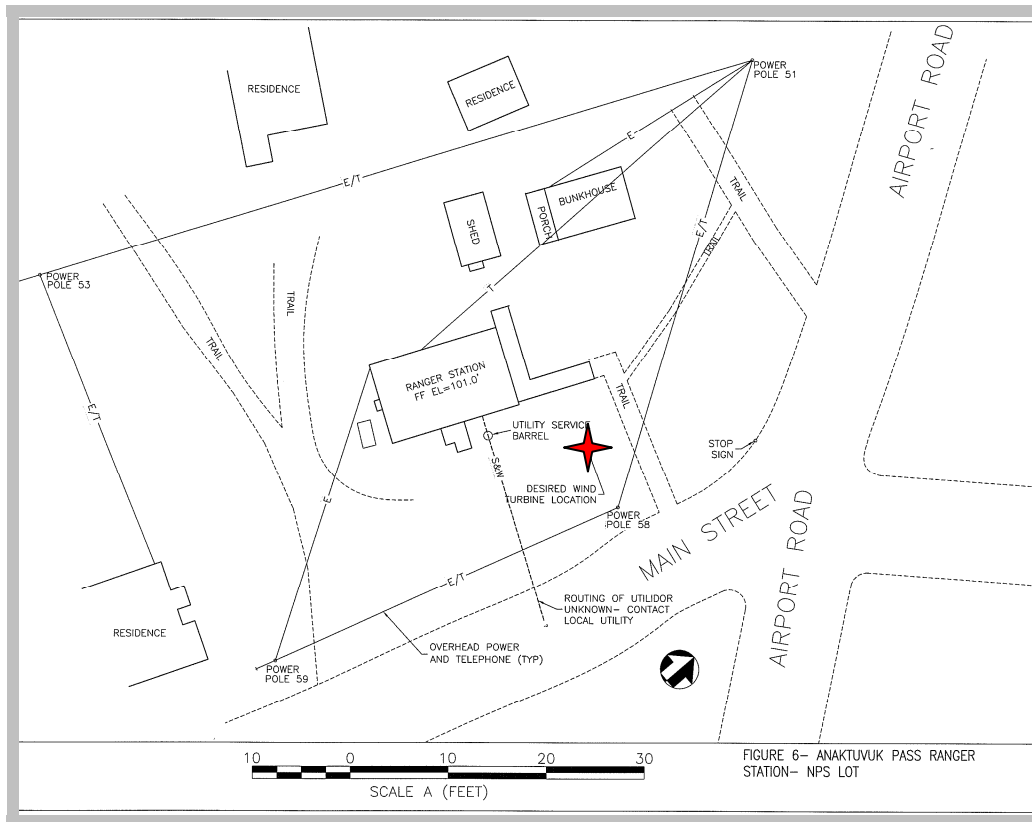 RESIDENCE
RESIDENCE
POWER
POLE 51
AIRPORT ROAD
E
E/T
TRAIL
BUNKHOUSE
PORCH
SHED
E/T
TRAIL
POWER
POLE 53
T
TRAIL
TRAIL
RANGER STATION
FF EL=101.0'
TRAIL
E/T
UTILITY SERVICE
BARREL
STOP
SIGN
S&W
DESIRED WIND
TURBINE LOCATION
E
POWER
POLE 58
MAIN STREET
AIRPORT ROAD
E/T
ROUTING OF UTILIDOR
UNKNOWN- CONTACT
LOCAL UTILITY
RESIDENCE
OVERHEAD POWER
AND TELEPHONE (TYP)
POWER
POLE 59
10 0 10 20 30
SCALE A (FEET)
FIGURE 6- ANAKTUVUK PASS RANGER
STATION- NPS LOT